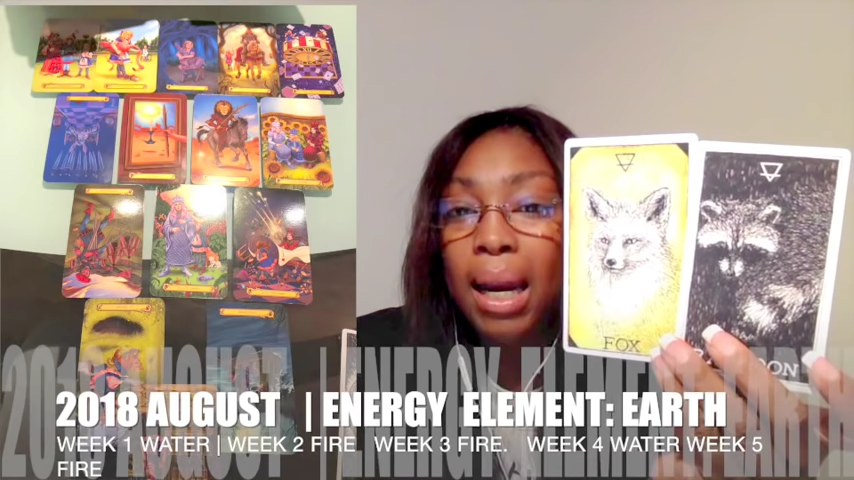 FOX
2018 AUGUST | ENERGY ELEMENT: EARTH
WEEK 1 WATER | WEEK 2 FIRE WEEK 3 FIRE. WEEK 4 WATER WEEK 5
FIRE